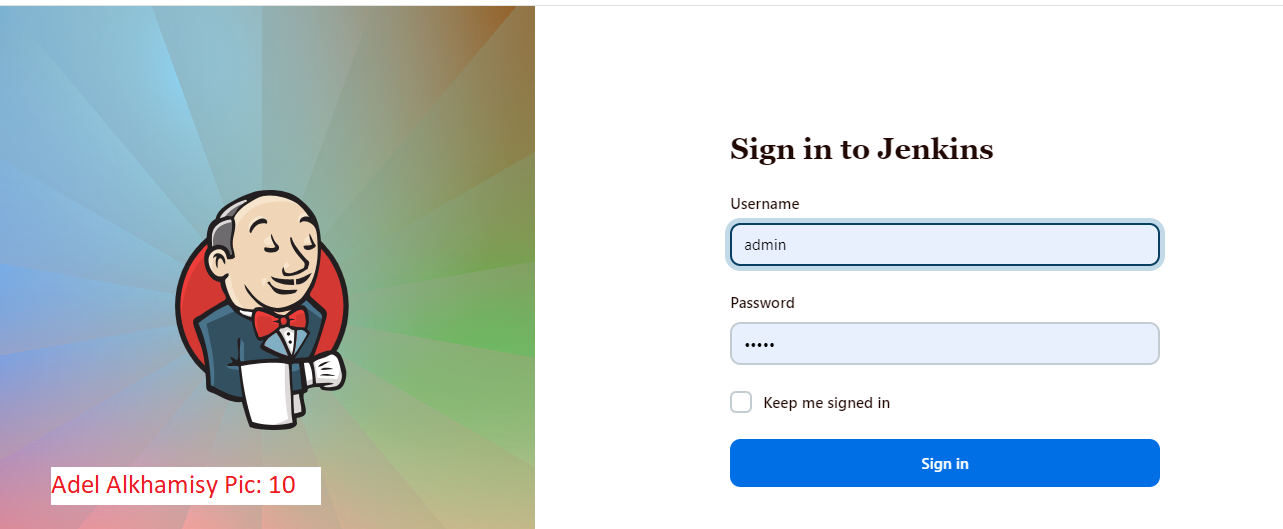 Sign in to Jenkins
Username
admin
Password
•••••
Keep me signed in
Sign in
Adel Alkhamisy Pic: 10